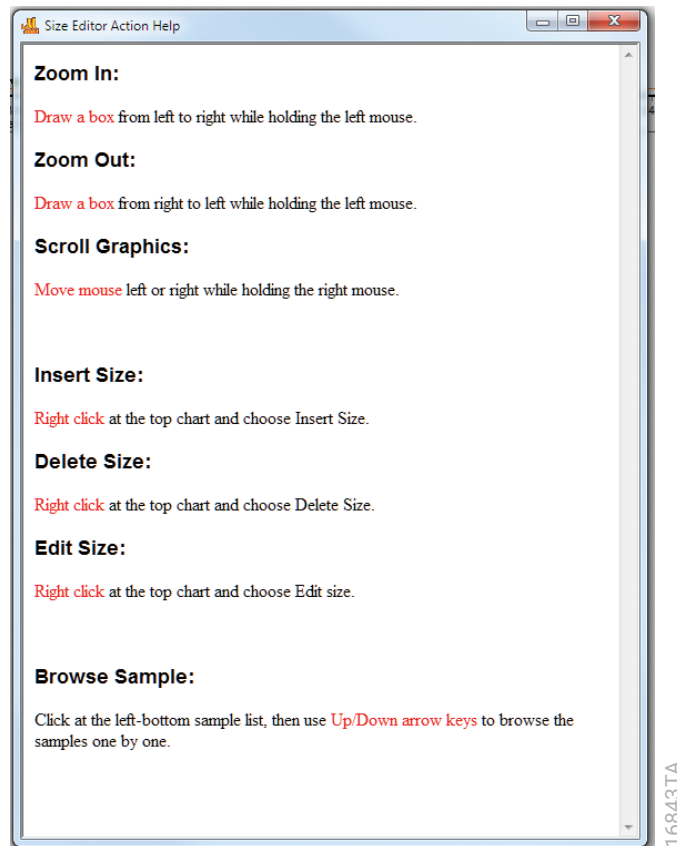 Size Editor Action Help
Zoom In:
Draw a box from left to right while holding the left mouse.
Zoom Out:
Draw a box from right to left while holding the left mouse.
Scroll Graphics:
Move mouse left or right while holding the right mouse.
Insert Size:
Right click at the top chart and choose Insert Size.
Delete Size:
Right click at the top chart and choose Delete Size.
Edit Size:
Right click at the top chart and choose Edit size.
Browse Sample:
Click at the left-bottom sample list, then use Up/Down arrow keys to browse the
samples one by one.
16843TA